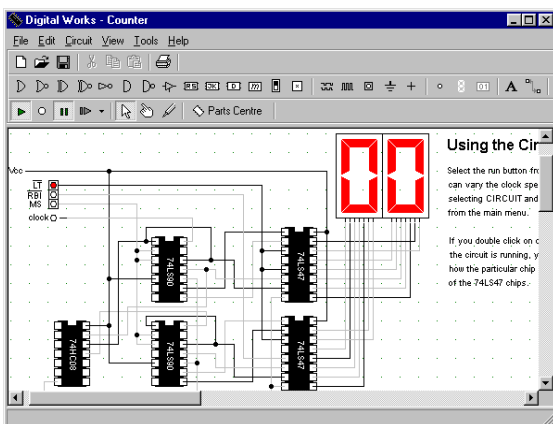 Digital Works - Counter
File Edit Circuit View Tools Help
A
Parts Centre
Using the Cir
Vcc
LT
RBI
MS
clock
Select the run button fro
can vary the clock spe
selecting CIRCUIT and
from the main menu.
If you double click on c
the circuit is running, y
how the particular chip
of the 74LS47 chips.
00
74LS90
74LS47
74HC08
74LS90
74LS47